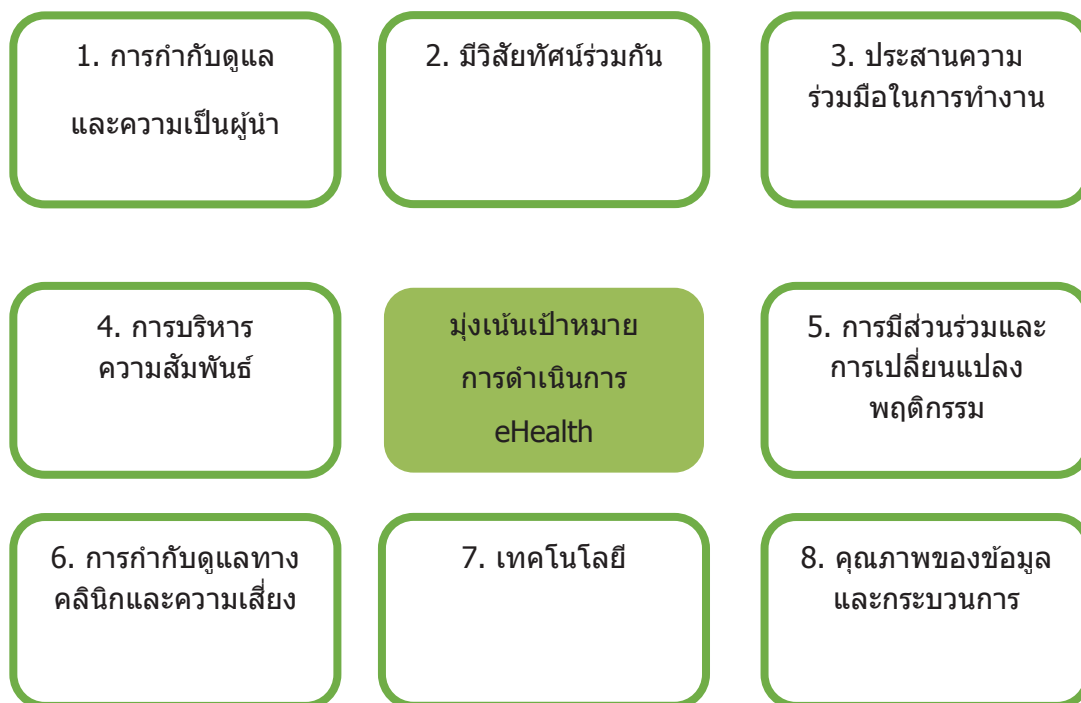 1. การกำกับดูแล
และความเป็นผู้นำ
2. มีวิสัยทัศน์ร่วมกัน
3. ประสานความ
ร่วมมือในการทำงาน
4. การบริหาร
ความสัมพันธ์
มุ่งเน้นเป้าหมาย
การดำเนินการ
eHealth
5. การมีส่วนร่วมและ
การเปลี่ยนแปลง
พฤติกรรม
6. การกำกับดูแลทาง
คลินิกและความเสี่ยง
7. เทคโนโลยี
8. คุณภาพของข้อมูล
และกระบวนการ